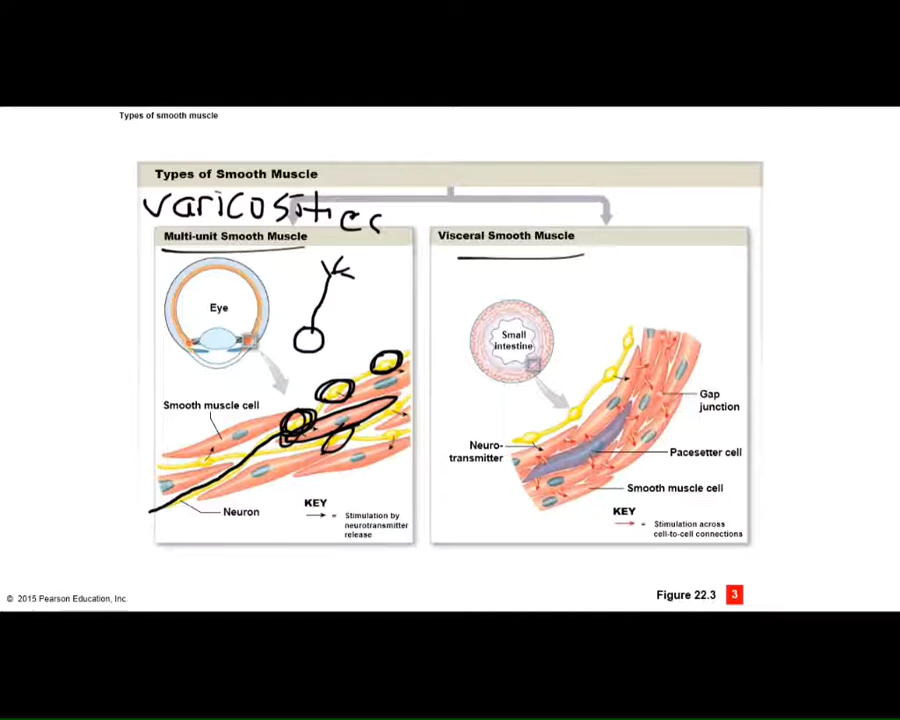 Types of smooth muscle
Types of Smooth Muscle
varicosities
Multi-unit Smooth Muscle
Visceral Smooth Muscle
Eye
Small
intestine
Smooth muscle cell
Gap
junction
Neuro-
transmitter
Pacesetter cell
Smooth muscle cell
Neuron
KEY
= Stimulation by
neurotransmitter
release
KEY
= Stimulation across
cell-to-cell connections
© 2015 Pearson Education, Inc.
Figure 22.3 3